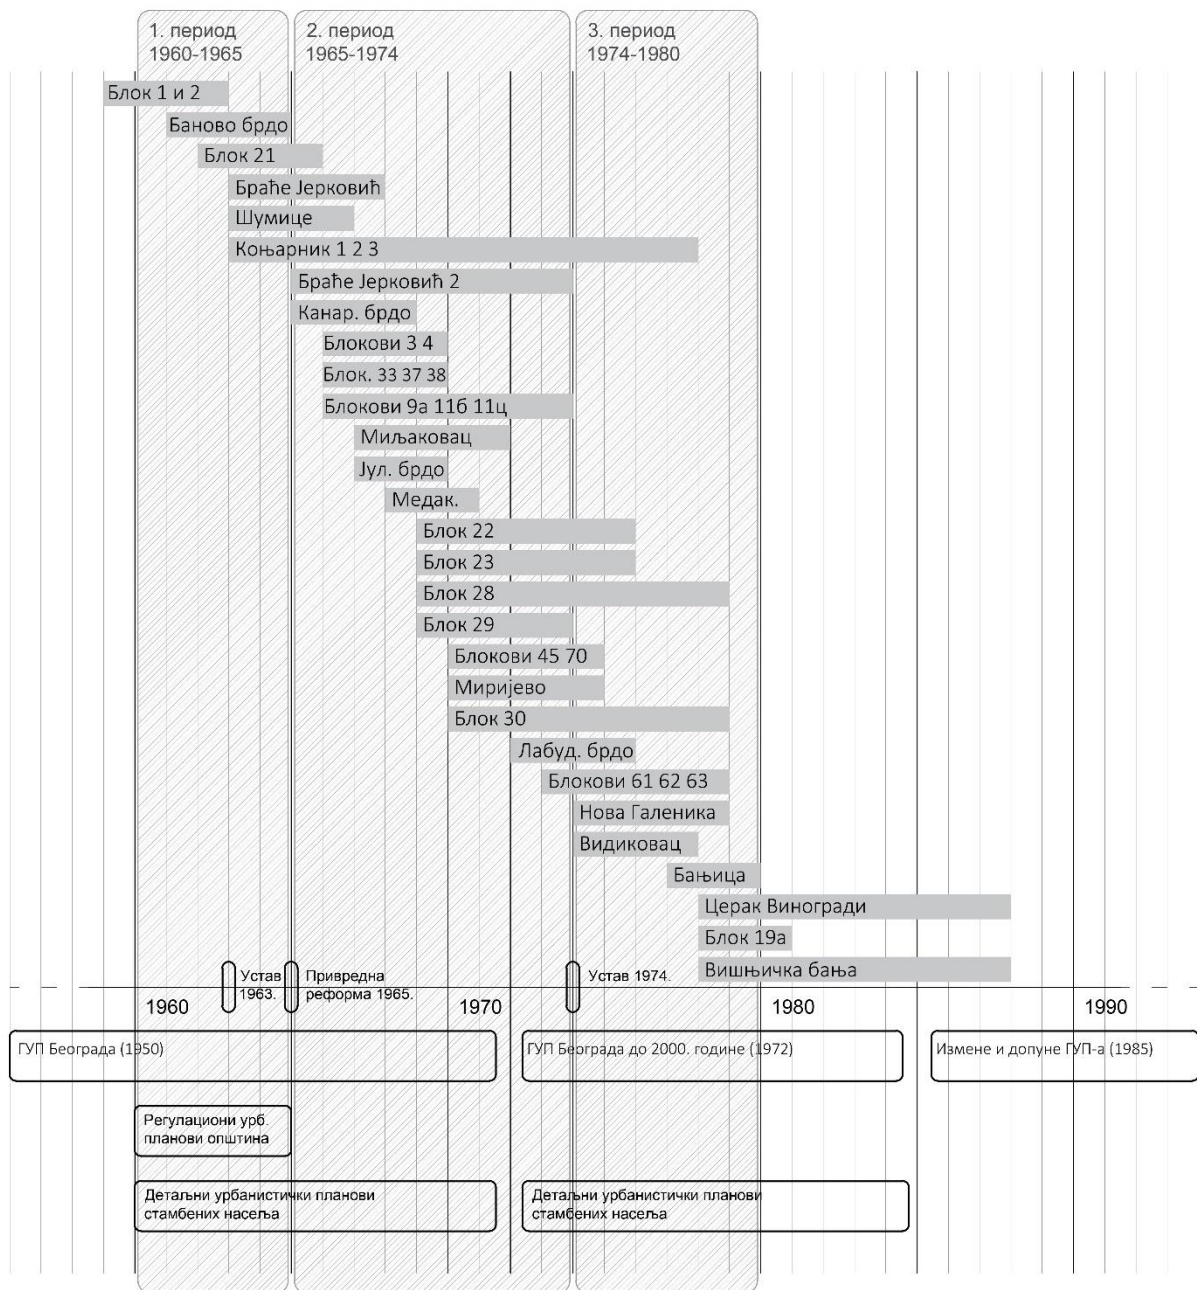 1. период
1960-1965
2. период
1965-1974
3. период
1974-1980
Блок 1 и 2
Баново брдо
Блок 21
Браће Јерковић
Шумице
Коњарник 1 2 3
Браће Јерковић 2
Канар. брдо
Блокови 3 4
Блок. 33 37 38
Блокови 9а 11б 11ц
Миљаковац
Јул. брдо
Медак.
Блок 22
Блок 23
Блок 28
Блок 29
Блокови 45 70
Миријево
Блок 30
Лабуд. брдо
Блокови 61 62 63
Нова Галеника
Видиковац
Бањица
Церак Виногради
Блок 19а
Вишњичка бања
Устав
1963.
Привредна
реформа 1965.
Устав 1974.
1960
1970
1980
1990
ГУП Београда (1950)
ГУП Београда до 2000. године (1972)
Измене и допуне ГУП-а (1985)
Регулациони урб.
планови општина
Детаљни урбанистички планови
стамбених насеља
Детаљни урбанистички планови
стамбених насеља